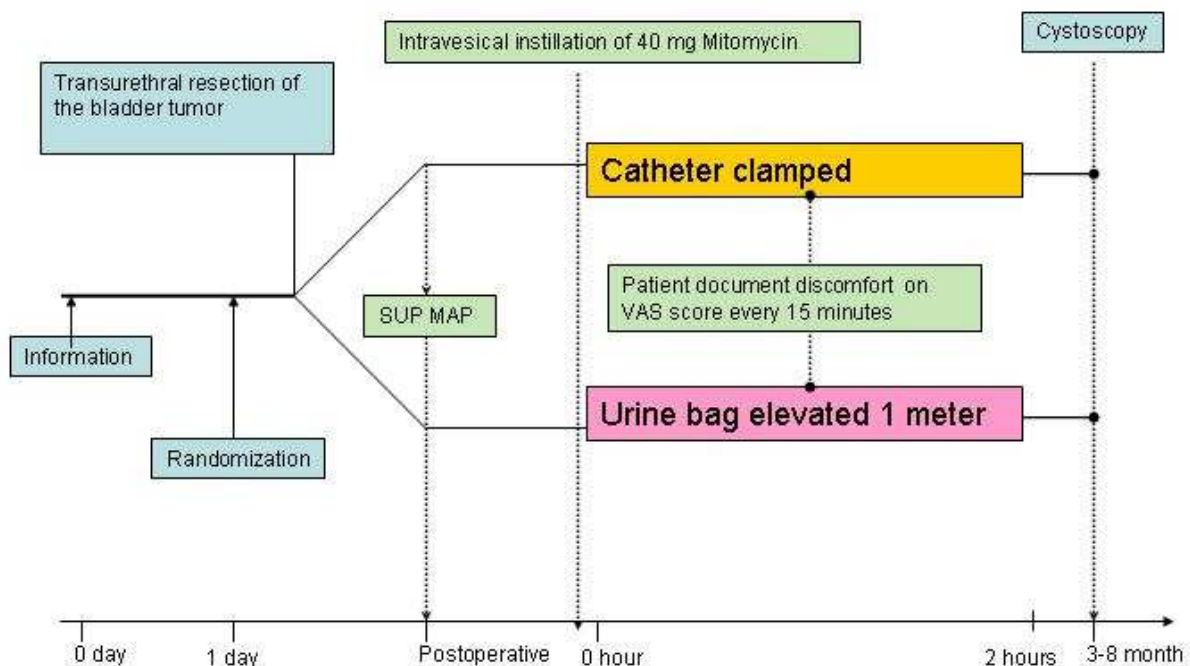 Intravesical instillation of 40 mg Mitomycin
Cystoscopy
Transurethral resection of
the bladder tumor
Catheter clamped
Patient document discomfort on
VAS score every 15 minutes
SUP MAP
Information
Urine bag elevated 1 meter
Randomization
0 day
1 day
Postoperative
0 hour
2 hours
3-8 month